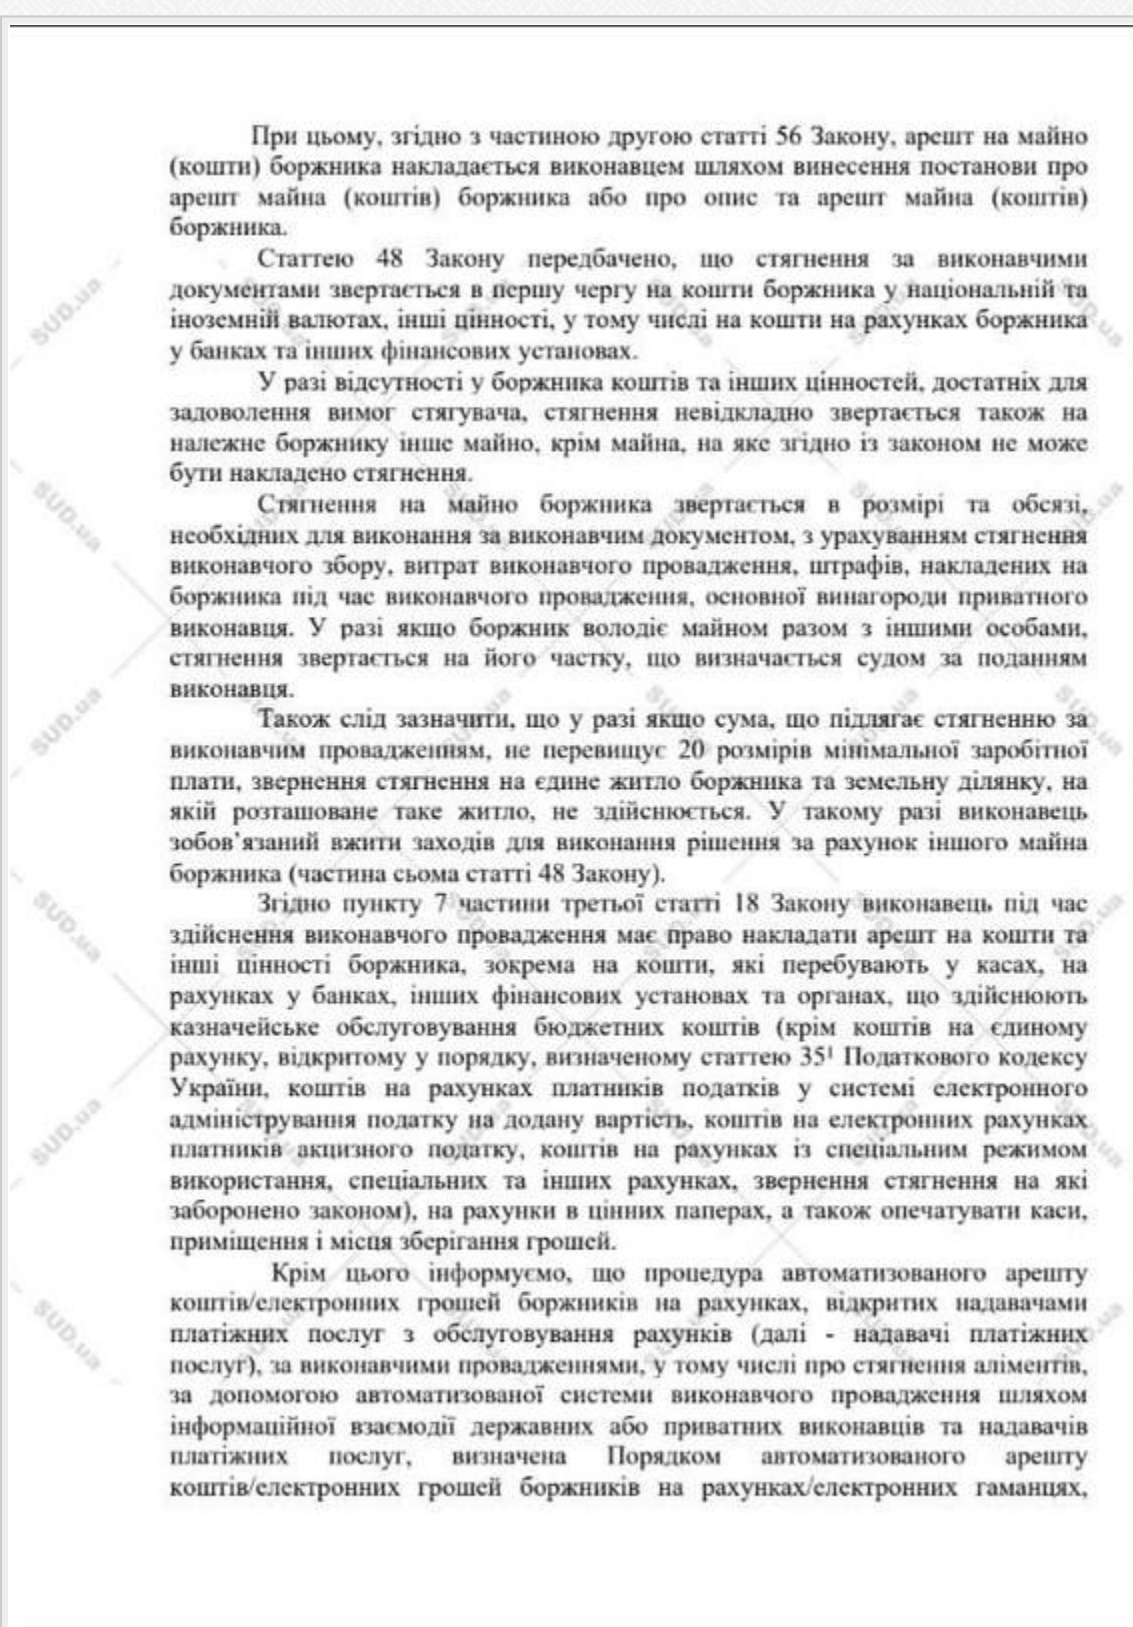 При цьому, згідно з частиною другою статті 56 Закону, арешт на майно
(кошти) боржника накладається виконавцем шляхом винесення постанови про
арешт майна (коштів) боржника або про опис та арешт майна (коштів)
боржника.
Статтею 48 Закону передбачено, що стягнення за виконавчими
документами звертається в першу чергу на кошти боржника у національній та
іноземній валютах, інші цінності, у тому числі на кошти на рахунках боржника
у банках та інших фінансових установах.
У разі відсутності у боржника коштів та інших цінностей, достатніх для
задоволення вимог стягувача, стягнення невідкладно звертається також на
належне боржнику інше майно, крім майна, на яке згідно із законом не може
бути накладено стягнення.
Стягнення на майно боржника звертається в розмірі та обсязі,
необхідних для виконання за виконавчим документом, з урахуванням стягнення
виконавчого збору, витрат виконавчого провадження, штрафів, накладених на
боржника під час виконавчого провадження, основної винагороди приватного
виконавця. У разі якщо боржник володіє майном разом з іншими особами,
стягнення звертається на його частку, що визначається судом за поданням
виконавця.
Також слід зазначити, що у разі якщо сума, що підлягає стягненню за
виконавчим провадженням, не перевищує 20 розмірів мінімальної заробітної
плати, звернення стягнення на єдине житло боржника та земельну ділянку, на
якій розташоване таке житло, не здійснюється. У такому разі виконавець
зобов’язаний вжити заходів для виконання рішення за рахунок іншого майна
боржника (частина сьома статті 48 Закону).
Згідно пункту 7 частини третьої статті 18 Закону виконавець під час
здійснення виконавчого провадження має право накладати арешт на кошти та
інші цінності боржника, зокрема на кошти, які перебувають у касах, на
рахунках у банках, інших фінансових установах та органах, що здійснюють
казначейське обслуговування бюджетних коштів (крім коштів на єдиному
рахунку, відкритому у порядку, визначеному статтею 35¹ Податкового кодексу
України, коштів на рахунках платників податків у системі електронного
адміністрування податку на додану вартість, коштів на електронних рахунках
платників акцизного податку, коштів на рахунках із спеціальним режимом
використання, спеціальних та інших рахунках, звернення стягнення на які
заборонено законом), на рахунки в цінних паперах, а також опечатувати каси,
приміщення і місця зберігання грошей.
Крім цього інформуємо, що процедура автоматизованого арешту
коштів/електронних грошей боржників на рахунках, відкритих надавачами
платіжних послуг з обслуговування рахунків (далі - надавачі платіжних
послуг), за виконавчими провадженнями, у тому числі про стягнення аліментів,
за допомогою автоматизованої системи виконавчого провадження шляхом
інформаційної взаємодії державних або приватних виконавців та надавачів
платіжних послуг, визначена Порядком автоматизованого арешту
коштів/електронних грошей боржників на рахунках/електронних гаманцях,